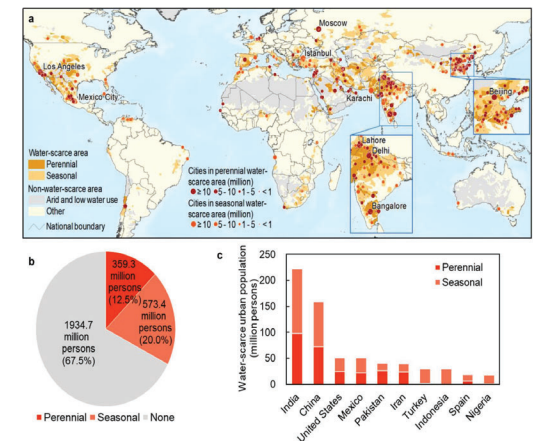 a
Moscow
Istanbul
Los Angeles
Mexico City
Karachi
Beijing
Lahore
Delhi
Bangalore
Water-scarce area
Perennial
Seasonal
Non-water-scarce area
Arid and low water use
Other
National boundary
Cities in perennial water-
scarce area (million)
≥10 5-10 1-5 <1
Cities in seasonal water-
scarce area (million)
≥10 5-10 1-5 <1
b
359.3
million
persons
(12.5%)
573.4
million
persons
(20.0%)
1934.7
million
persons
(67.5%)
Perennial Seasonal None
c
Water-scarce urban population
(million persons)
250
200
150
100
50
0
Perennial
Seasonal
India
China
United States
Mexico
Pakistan
Iran
Turkey
Indonesia
Spain
Nigeria